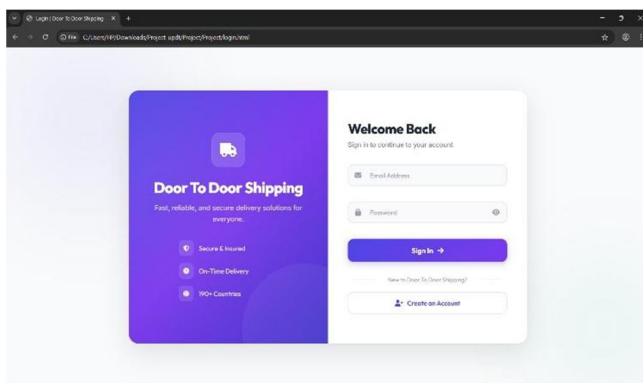 Login | Door To Door Shipping
File C:/Users/HP/Downloads/Project updt/Project/Project/login.html
Door To Door Shipping
Fast, reliable, and secure delivery solutions for
everyone.
Secure & Insured
On-Time Delivery
190+ Countries
Welcome Back
Sign in to continue to your account
Email Address
Password
Sign In →
New to Door To Door Shipping?
Create an Account